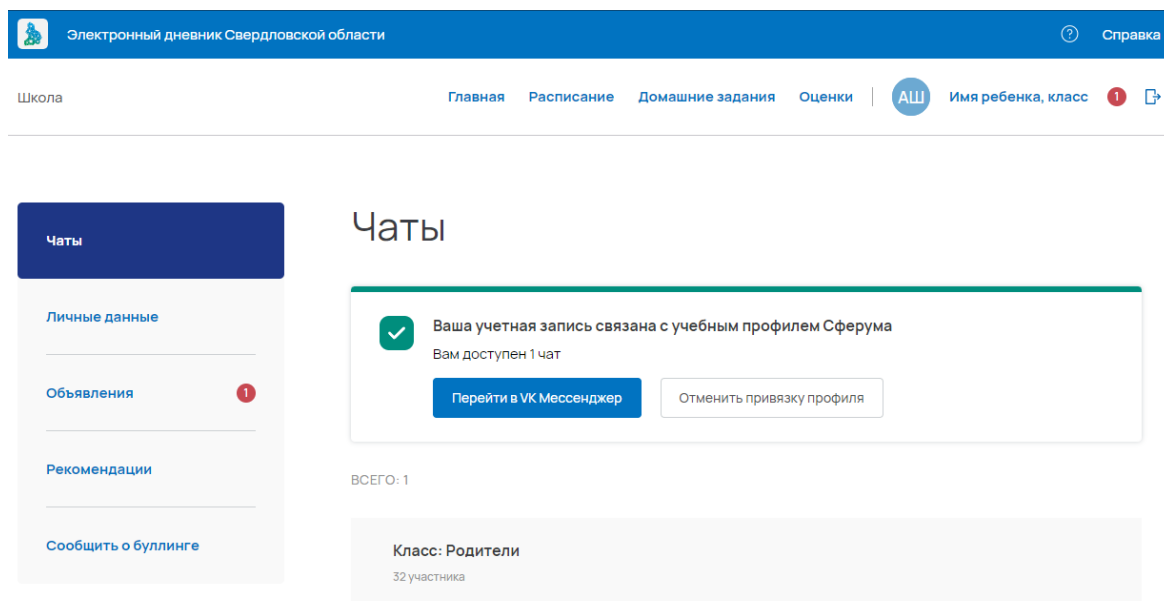 Электронный дневник Свердловской области
? Справка
Школа
Главная Расписание Домашние задания Оценки АШ Имя ребенка, класс 1
Чаты
Личные данные
Объявления 1
Рекомендации
Сообщить о буллинге
Чаты
Ваша учетная запись связана с учебным профилем Сферума
Вам доступен 1 чат
Перейти в VK Мессенджер Отменить привязку профиля
ВСЕГО: 1
Класс: Родители
32 участника